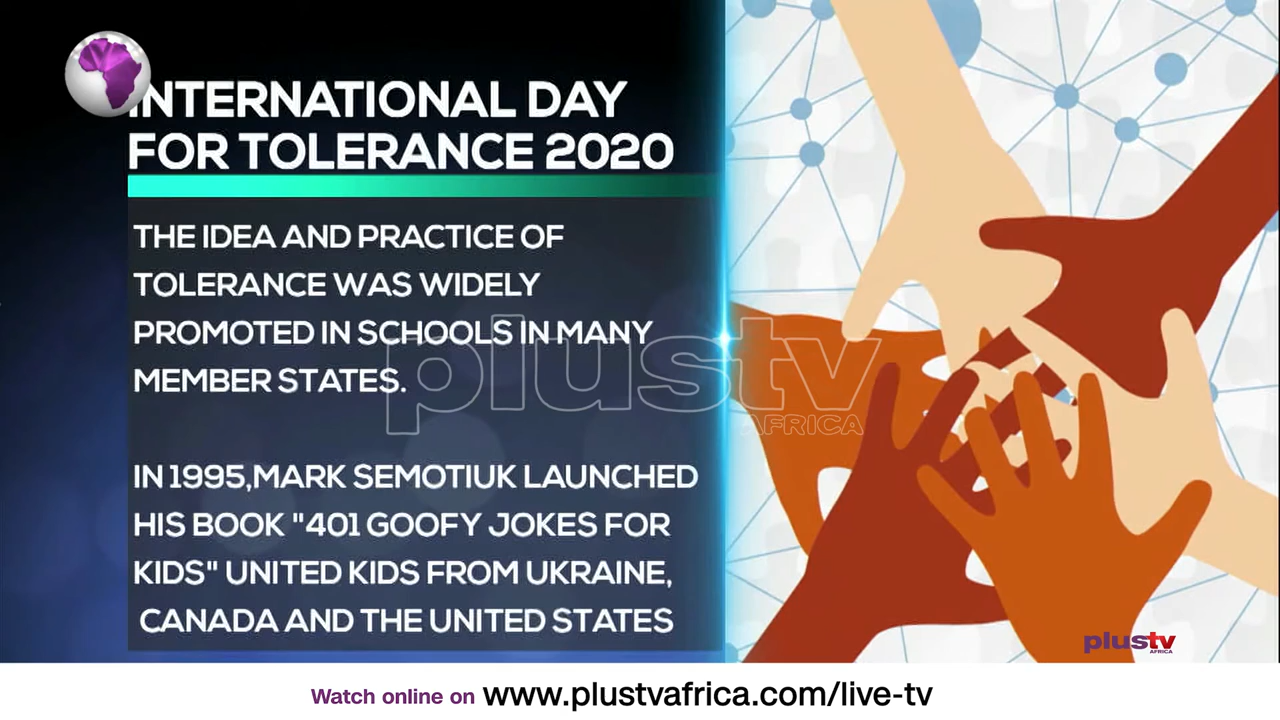 INTERNATIONAL DAY
FOR TOLERANCE 2020
THE IDEA AND PRACTICE OF
TOLERANCE WAS WIDELY
PROMOTED IN SCHOOLS IN MANY
MEMBER STATES.
IN 1995,MARK SEMOTIUK LAUNCHED
HIS BOOK "401 GOOFY JOKES FOR
KIDS" UNITED KIDS FROM UKRAINE,
CANADA AND THE UNITED STATES
plustv
AFRICA
plustv
AFRICA
Watch online on www.plustvafrica.com/live-tv